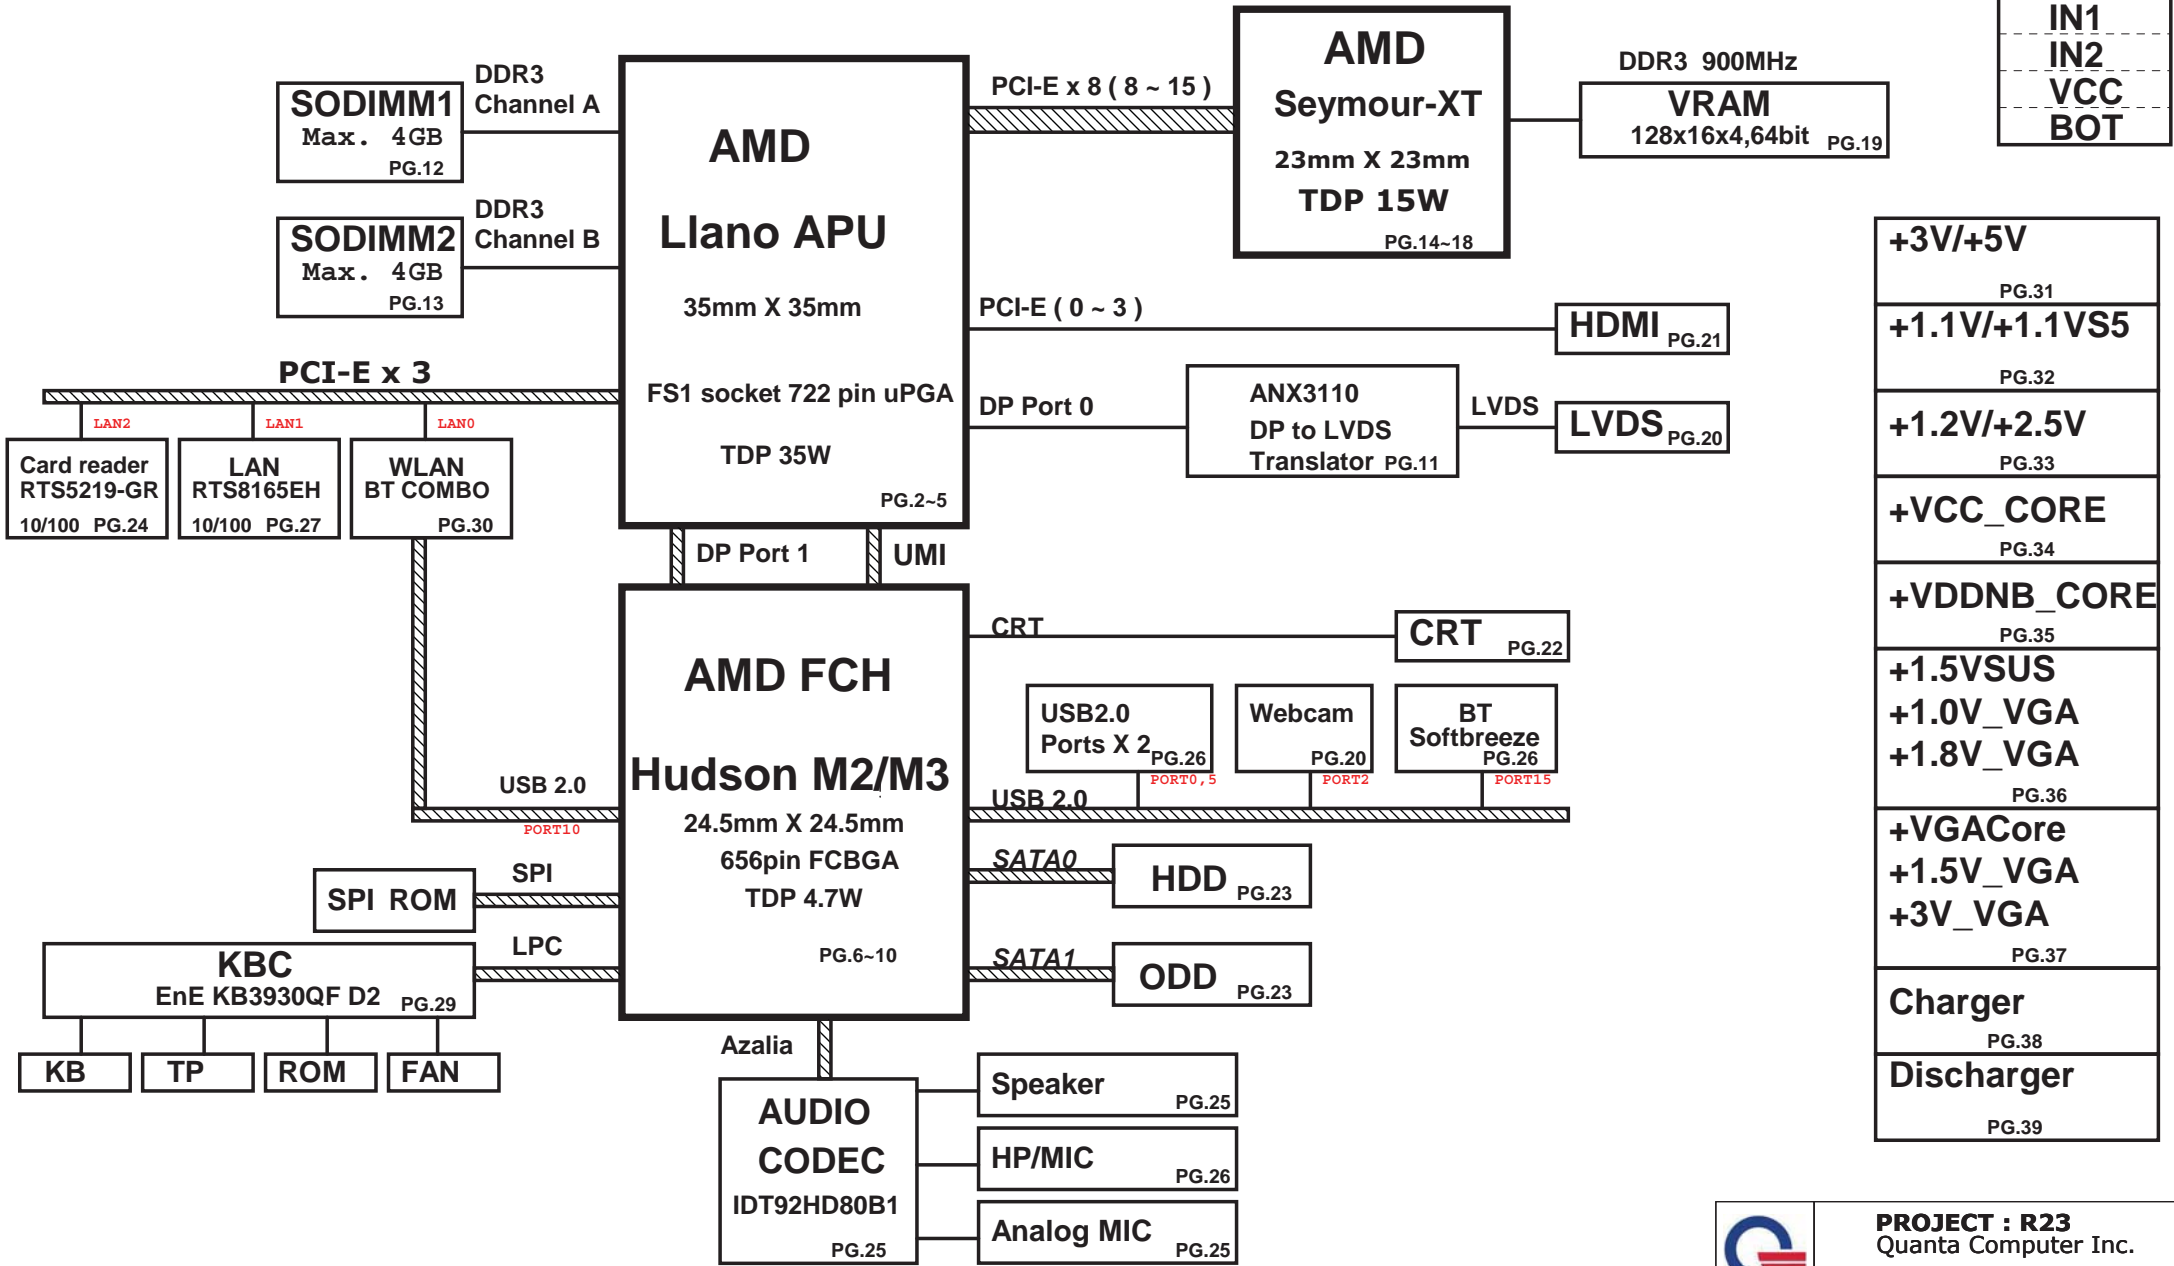 IN1
IN2
VCC
BOT
SODIMM1
Max. 4GB
PG.12
DDR3
Channel A
SODIMM2
Max. 4GB
PG.13
DDR3
Channel B
AMD
Llano APU
35mm X 35mm
FS1 socket 722 pin uPGA
TDP 35W
PG.2~5
PCI-E x 8 ( 8 ~ 15 )
AMD
Seymour-XT
23mm X 23mm
TDP 15W
PG.14~18
DDR3 900MHz
VRAM
128x16x4,64bit PG.19
PCI-E ( 0 ~ 3 )
HDMI PG.21
DP Port 0
ANX3110
DP to LVDS
Translator PG.11
LVDS
LVDS PG.20
PCI-E x 3
LAN2
LAN1
LAN0
Card reader
RTS5219-GR
10/100 PG.24
LAN
RTS8165EH
10/100 PG.27
WLAN
BT COMBO
PG.30
DP Port 1
UMI
AMD FCH
Hudson M2/M3
24.5mm X 24.5mm
656pin FCBGA
TDP 4.7W
PG.6~10
CRT
CRT PG.22
USB2.0
Ports X 2
PG.26
PORT0,5
Webcam
PG.20
PORT2
BT
Softbreeze
PG.26
PORT15
USB 2.0
USB 2.0
PORT10
SATA0
HDD PG.23
SATA1
ODD PG.23
SPI
SPI ROM
LPC
KBC
EnE KB3930QF D2 PG.29
KB
TP
ROM
FAN
Azalia
AUDIO
CODEC
IDT92HD80B1
PG.25
Speaker
PG.25
HP/MIC
PG.26
Analog MIC
PG.25
+3V/+5V
PG.31
+1.1V/+1.1VS5
PG.32
+1.2V/+2.5V
PG.33
+VCC_CORE
PG.34
+VDDNB_CORE
PG.35
+1.5VSUS
+1.0V_VGA
+1.8V_VGA
PG.36
+VGACore
+1.5V_VGA
+3V_VGA
PG.37
Charger
PG.38
Discharger
PG.39
PROJECT : R23
Quanta Computer Inc.